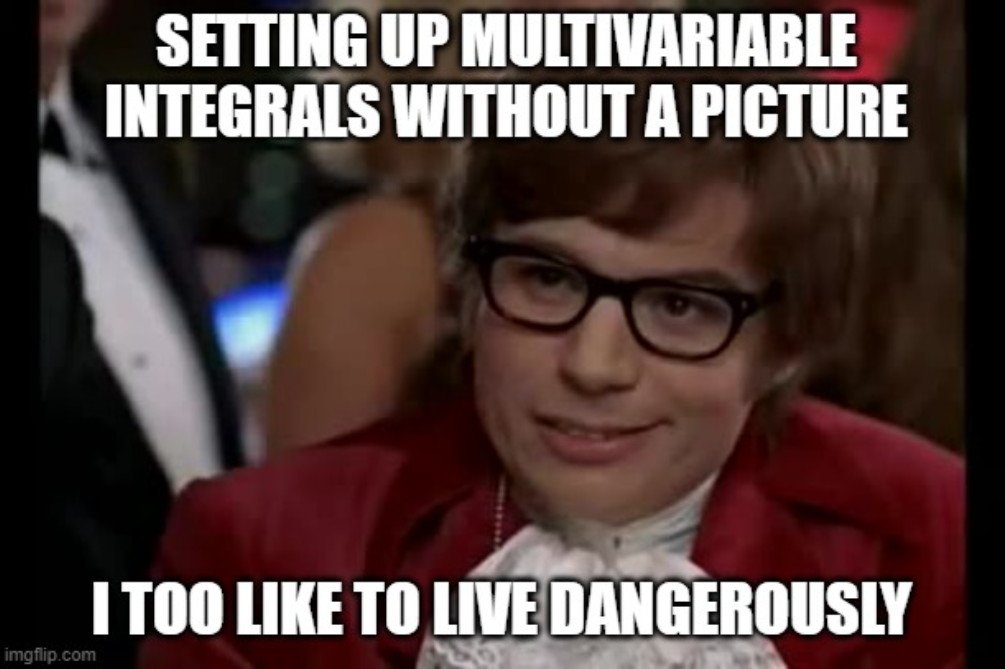 SETTING UP MULTIVARIABLE
INTEGRALS WITHOUT A PICTURE
I TOO LIKE TO LIVE DANGEROUSLY
imgflip.com